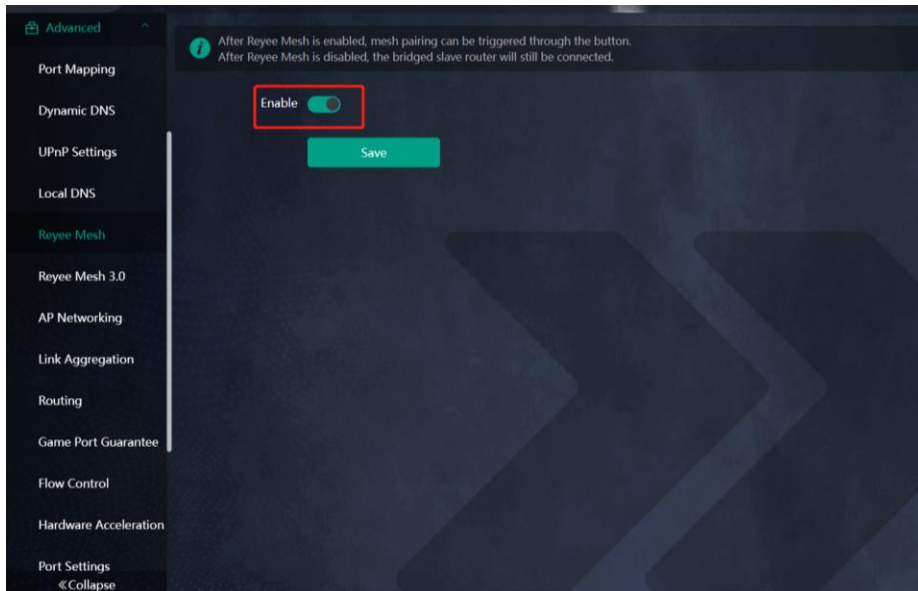 Advanced
After Reyee Mesh is enabled, mesh pairing can be triggered through the button.
After Reyee Mesh is disabled, the bridged slave router will still be connected.
Port Mapping
Enable
Dynamic DNS
UPnP Settings
Save
Local DNS
Reyee Mesh
Reyee Mesh 3.0
AP Networking
Link Aggregation
Routing
Game Port Guarantee
Flow Control
Hardware Acceleration
Port Settings
≪Collapse